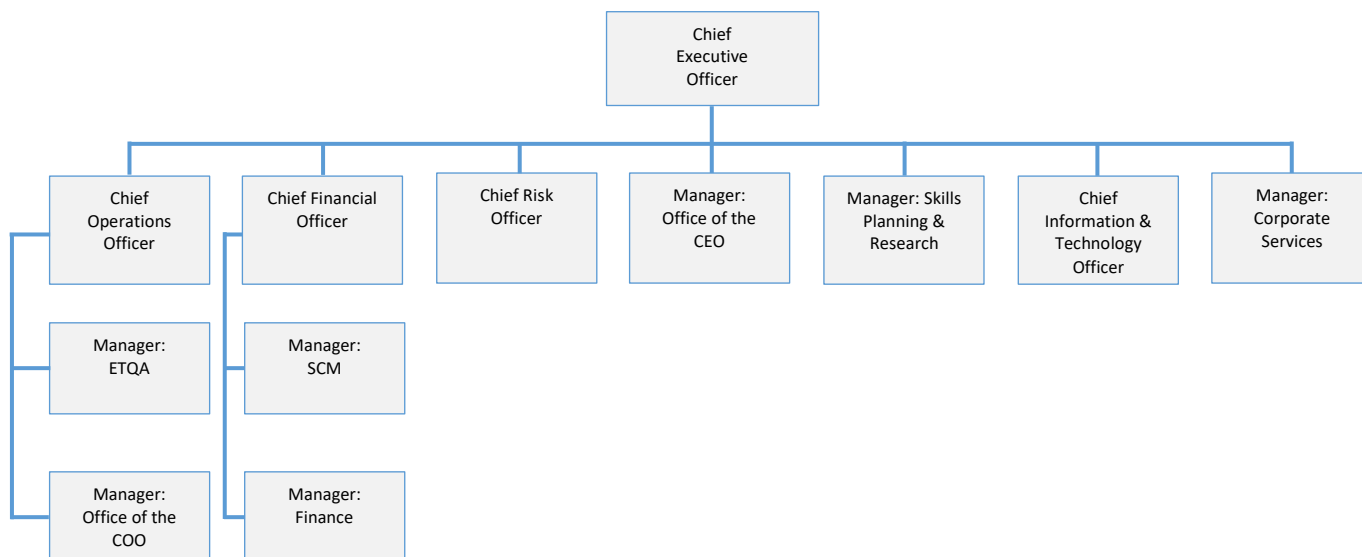 Chief
Executive
Officer
Chief
Operations
Officer
Chief Financial
Officer
Chief Risk
Officer
Manager:
Office of the
CEO
Manager: Skills
Planning &
Research
Chief
Information &
Technology
Officer
Manager:
Corporate
Services
Manager:
ETQA
Manager:
SCM
Manager:
Office of the
COO
Manager:
Finance